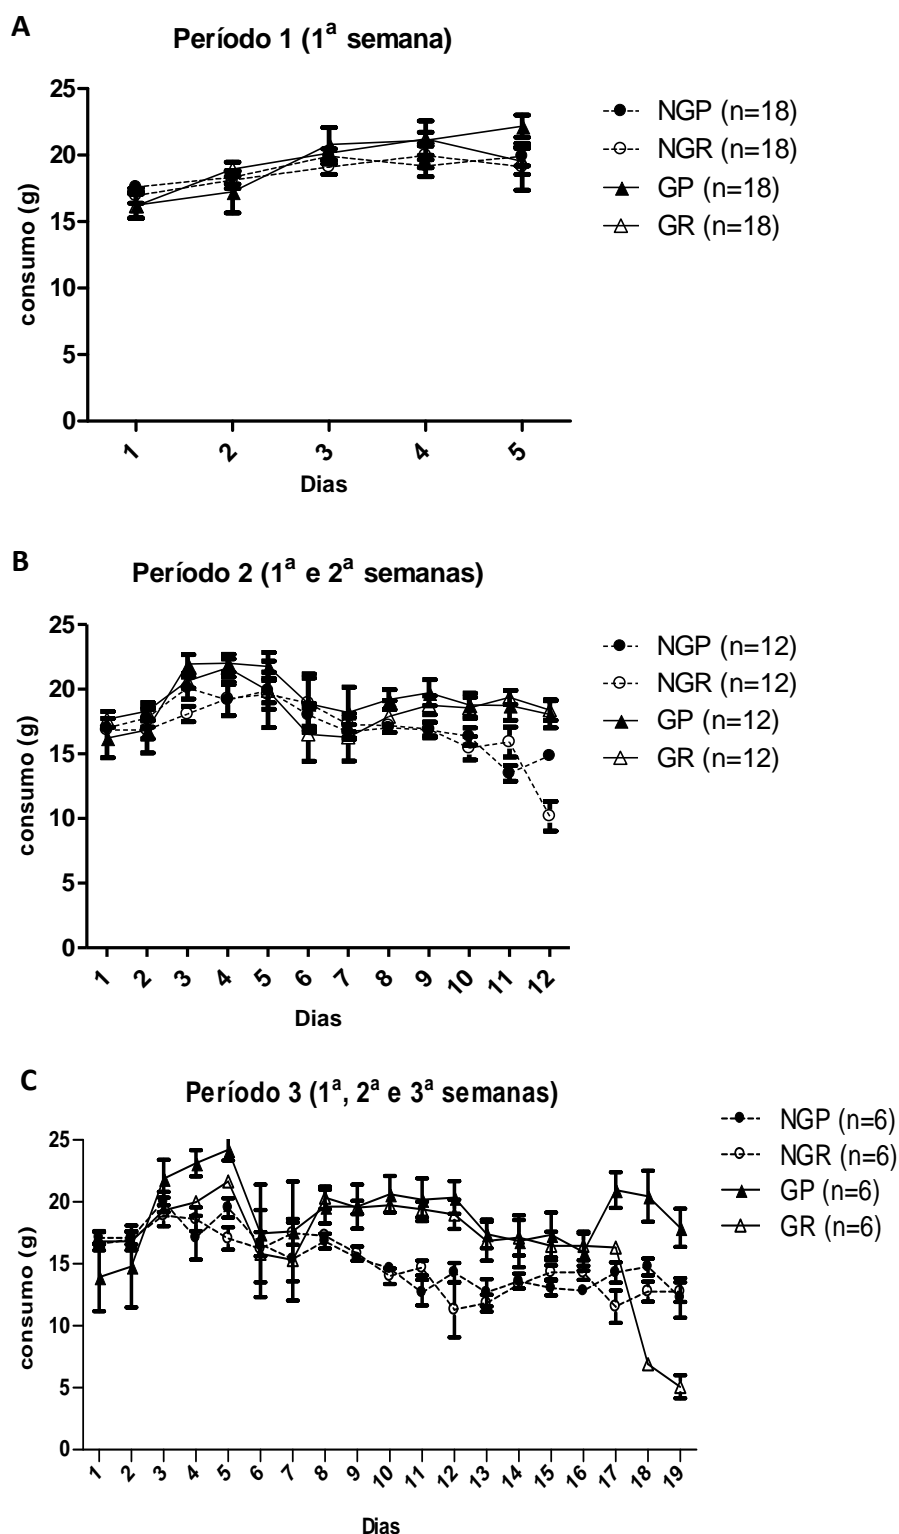 A
Período 1 (1ª semana)
25
20
15
10
5
0
consumo (g)
1 2 3 4 5
Dias
NGP (n=18)
NGR (n=18)
GP (n=18)
GR (n=18)
B
Período 2 (1ª e 2ª semanas)
25
20
15
10
5
0
consumo (g)
1 2 3 4 5 6 7 8 9 10 11 12
Dias
NGP (n=12)
NGR (n=12)
GP (n=12)
GR (n=12)
C
Período 3 (1ª, 2ª e 3ª semanas)
25
20
15
10
5
0
consumo (g)
1 2 3 4 5 6 7 8 9 10 11 12 13 14 15 16 17 18 19
Dias
NGP (n=6)
NGR (n=6)
GP (n=6)
GR (n=6)